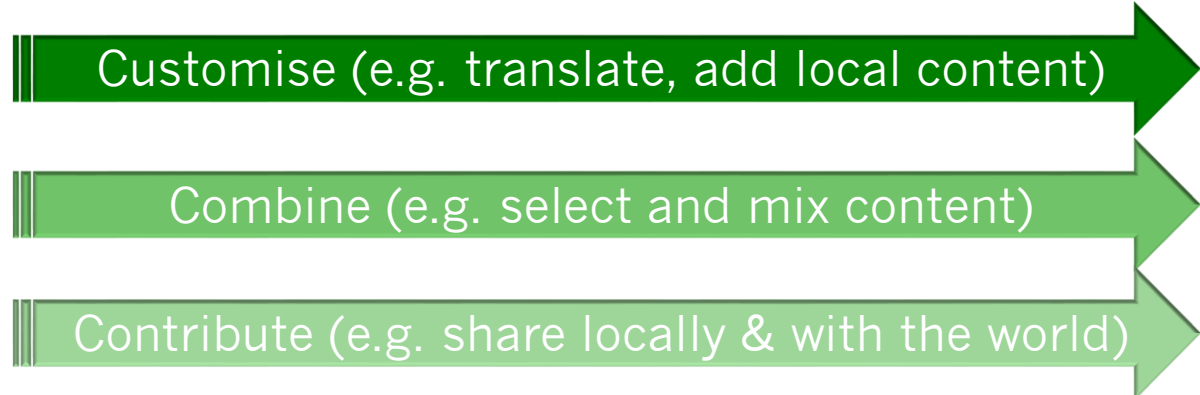 Customise (e.g. translate, add local content)
Combine (e.g. select and mix content)
Contribute (e.g. share locally & with the world)